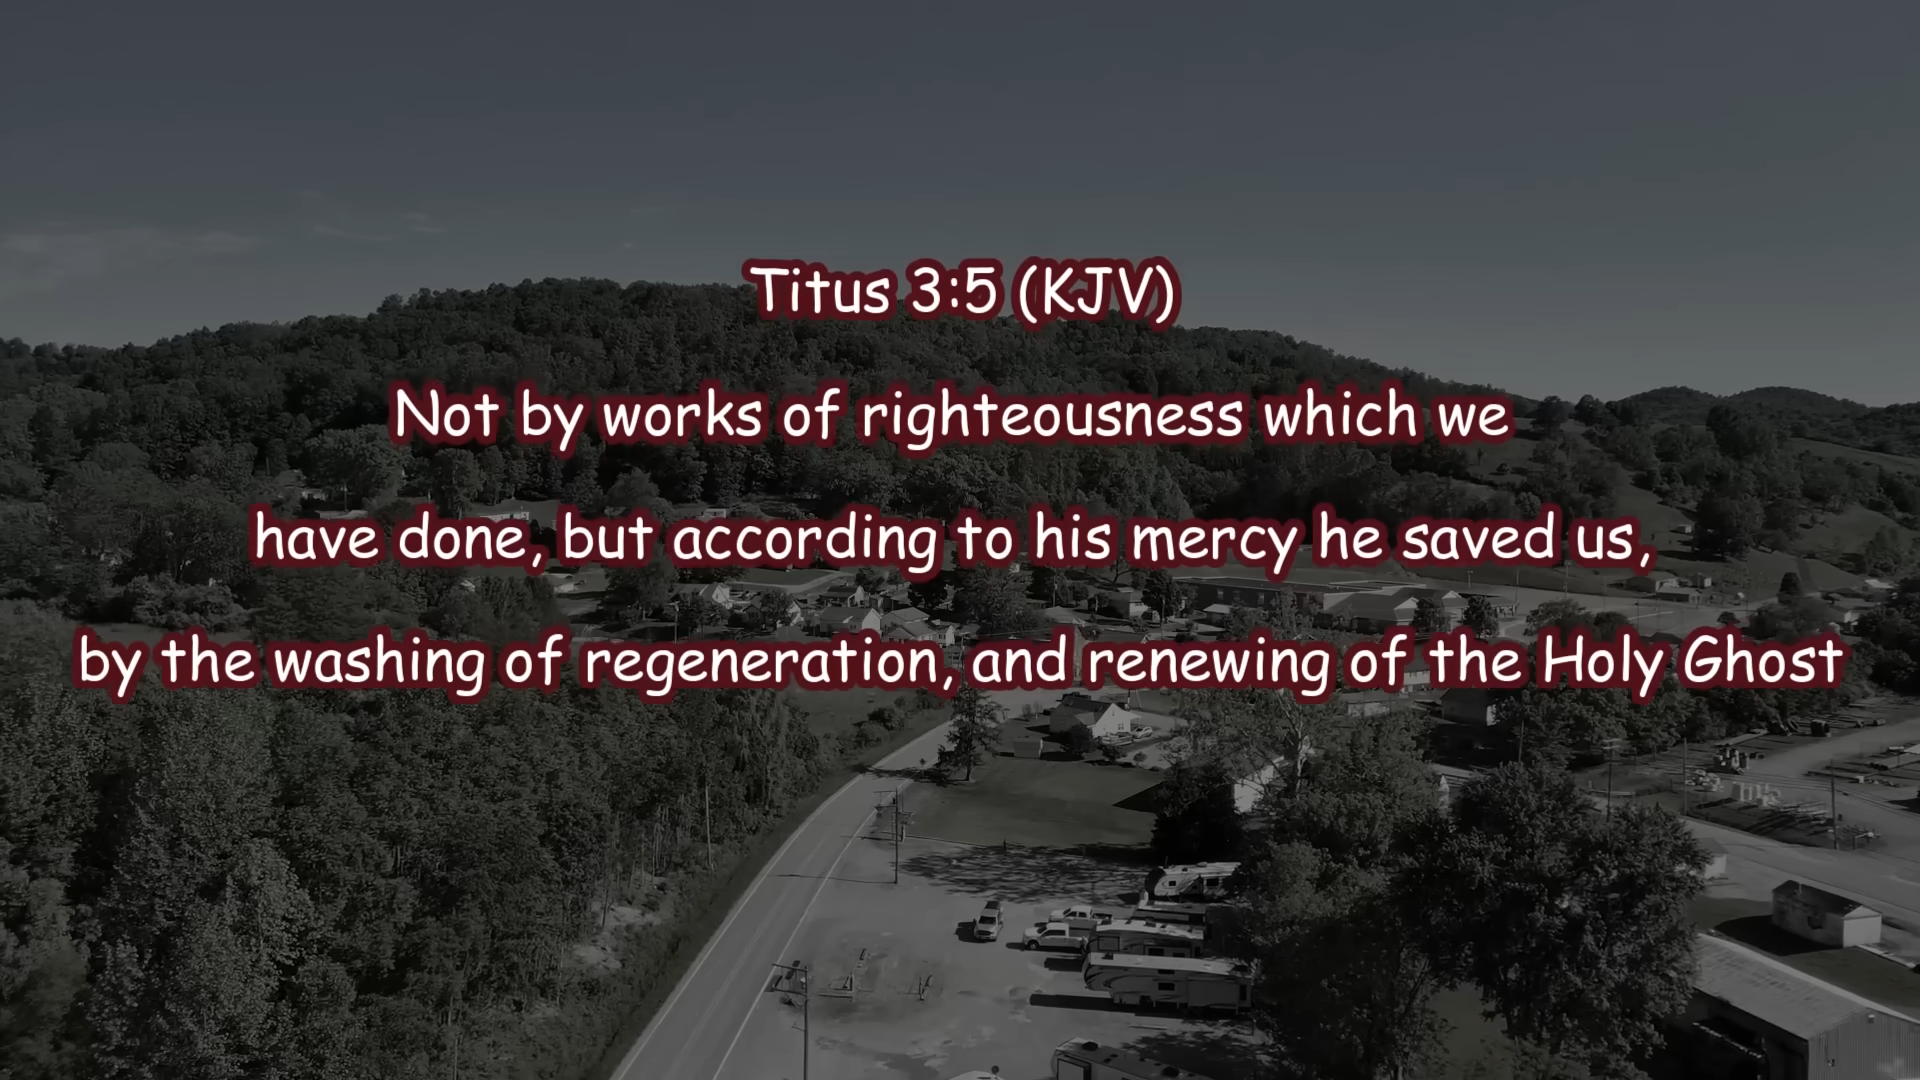 Titus 3:5 (KJV)
Not by works of righteousness which we
have done, but according to his mercy he saved us,
by the washing of regeneration, and renewing of the Holy Ghost